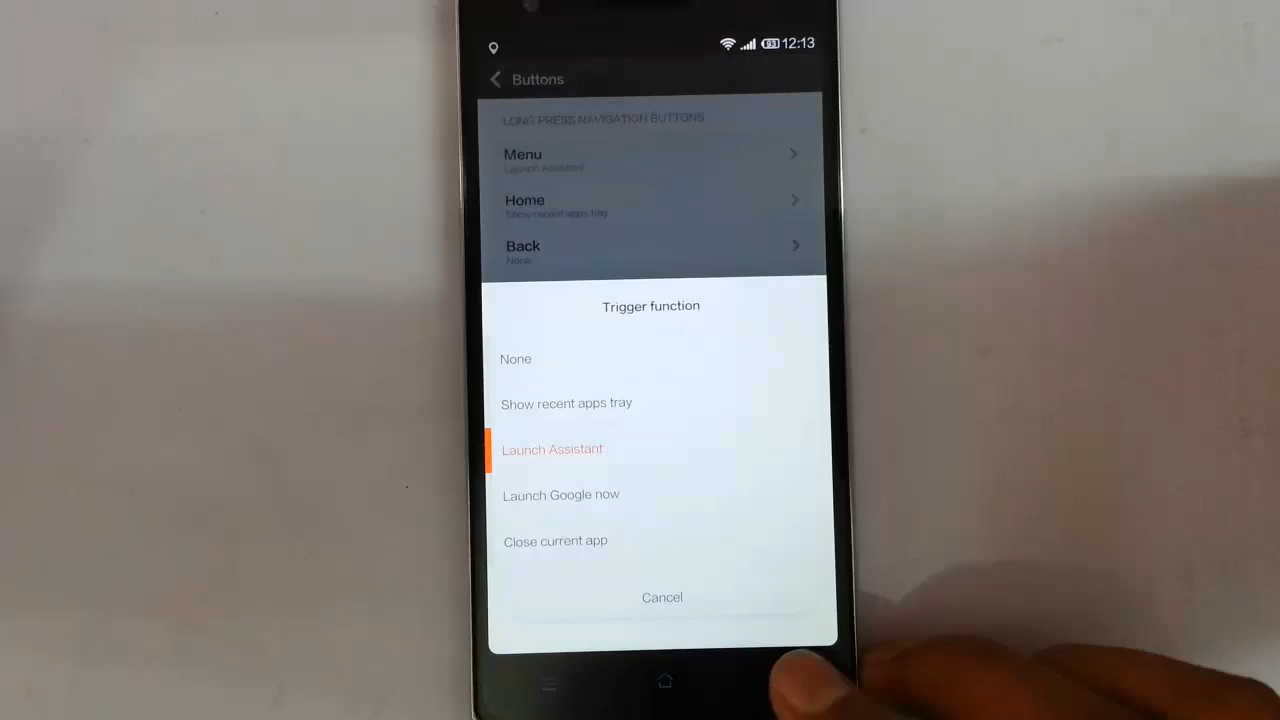 93 12:13
Buttons
LONG PRESS NAVIGATION BUTTONS
Menu
Launch Assistant
Home
Show recent apps tray
Back
None
Trigger function
None
Show recent apps tray
Launch Assistant
Launch Google now
Close current app
Cancel